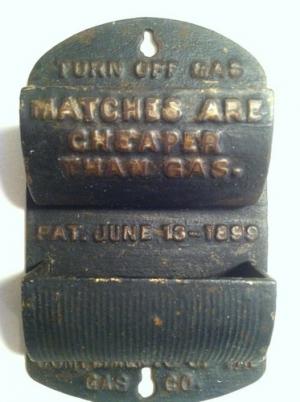 TURN OFF GAS
MATCHES ARE
CHEAPER
THAN GAS.
PAT. JUNE-13-1899
GAS CO.